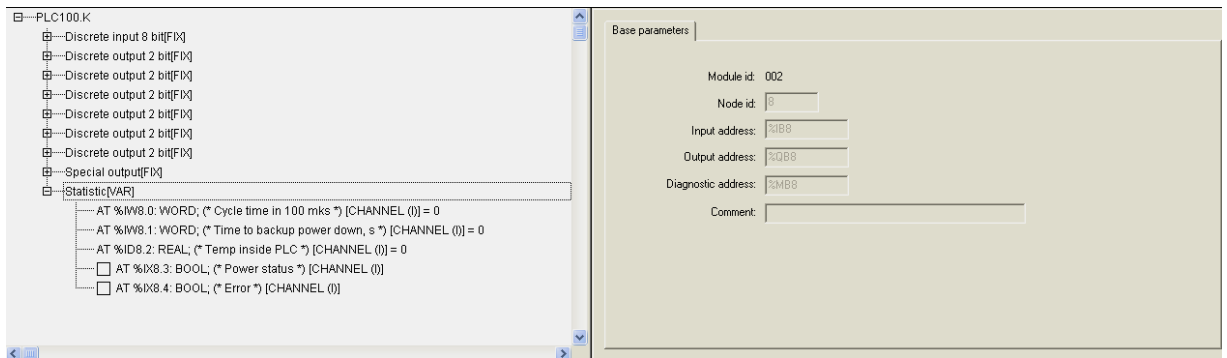 PLC100.K
Discrete input 8 bit[FIX]
Discrete output 2 bit[FIX]
Discrete output 2 bit[FIX]
Discrete output 2 bit[FIX]
Discrete output 2 bit[FIX]
Discrete output 2 bit[FIX]
Discrete output 2 bit[FIX]
Special output[FIX]
Statistic[VAR]
AT %IW8.0: WORD; (* Cycle time in 100 mks *) [CHANNEL (I)] = 0
AT %IW8.1: WORD; (* Time to backup power down, s *) [CHANNEL (I)] = 0
AT %ID8.2: REAL; (* Temp inside PLC *) [CHANNEL (I)] = 0
AT %IX8.3: BOOL; (* Power status *) [CHANNEL (I)]
AT %IX8.4: BOOL; (* Error *) [CHANNEL (I)]
Base parameters
Module id: 002
Node id: 8
Input address: %IB8
Output address: %QB8
Diagnostic address: %MB8
Comment: